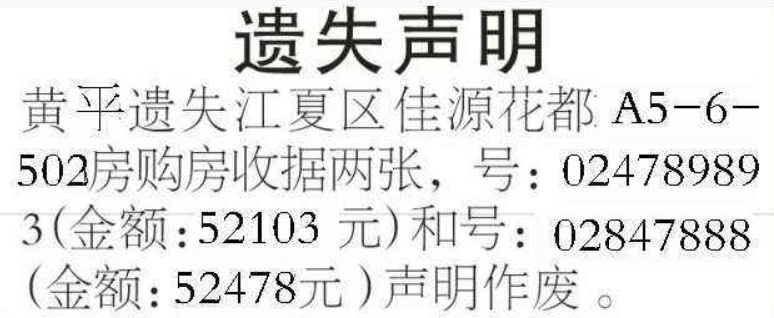 遗失声明
黄平遗失江夏区佳源花都 A5-6-
502房购房收据两张，号：02478989
3(金额:52103 元)和号：02847888
(金额:52478元)声明作废。